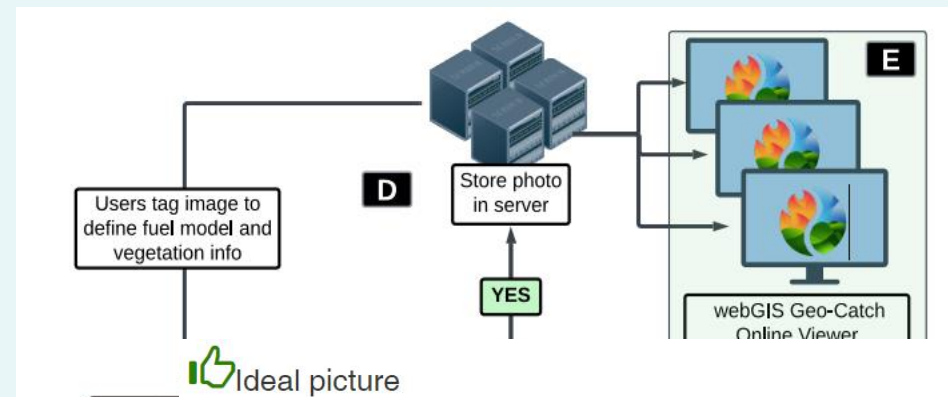 E
D
Store photo
in server
Users tag image to
define fuel model and
vegetation info
YES
webGIS Geo-Catch
Online Viewer
Ideal picture